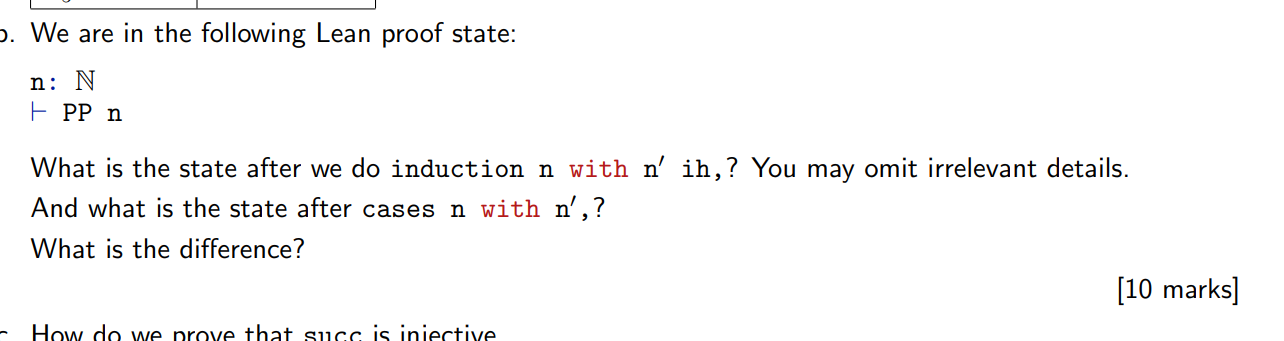 b. We are in the following Lean proof state:
n: ℕ
⊢ PP n
What is the state after we do induction n with n′ ih,? You may omit irrelevant details.
And what is the state after cases n with n′,?
What is the difference?
[10 marks]
c How do we prove that succ is injective